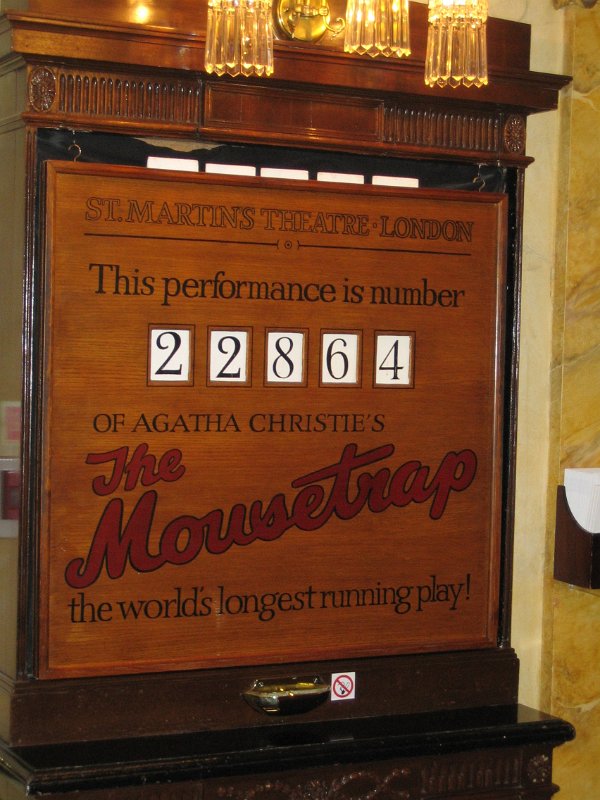 ST. MARTIN'S THEATRE · LONDON
This performance is number
22864
OF AGATHA CHRISTIE'S
The
Mousetrap
the world's longest running play!